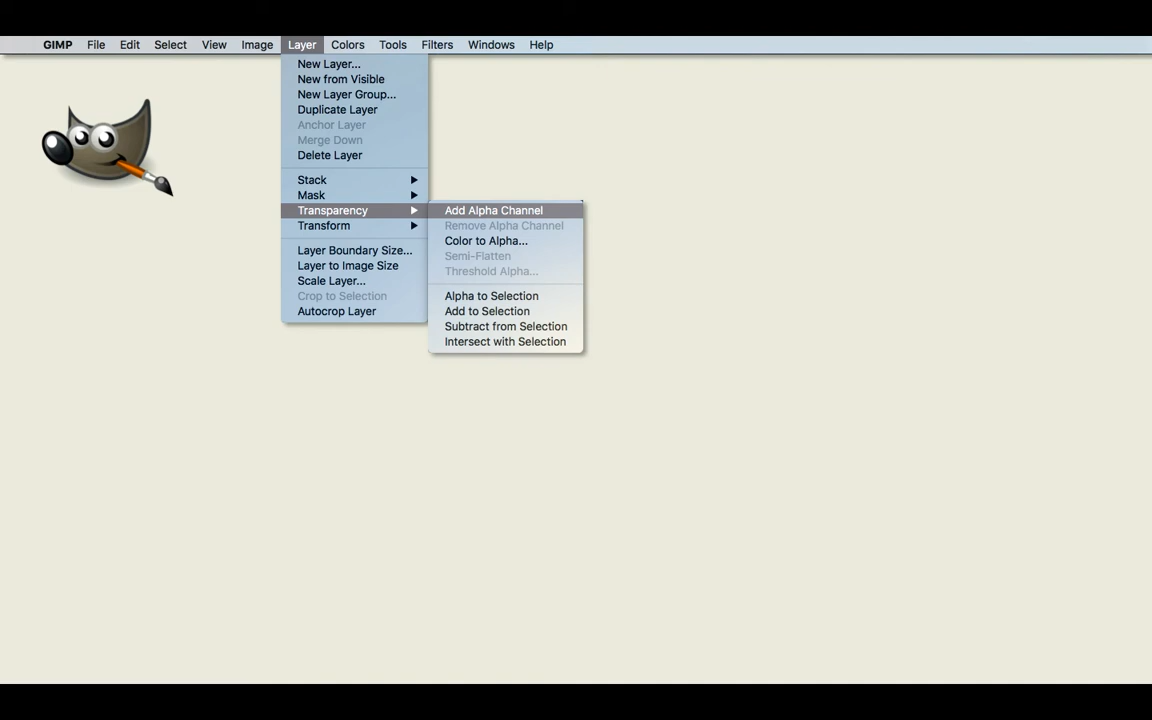 GIMP File Edit Select View Image Layer Colors Tools Filters Windows Help
New Layer...
New from Visible
New Layer Group...
Duplicate Layer
Anchor Layer
Merge Down
Delete Layer
Stack
Mask
Transparency
Transform
Layer Boundary Size...
Layer to Image Size
Scale Layer...
Crop to Selection
Autocrop Layer
Add Alpha Channel
Remove Alpha Channel
Color to Alpha...
Semi-Flatten
Threshold Alpha...
Alpha to Selection
Add to Selection
Subtract from Selection
Intersect with Selection